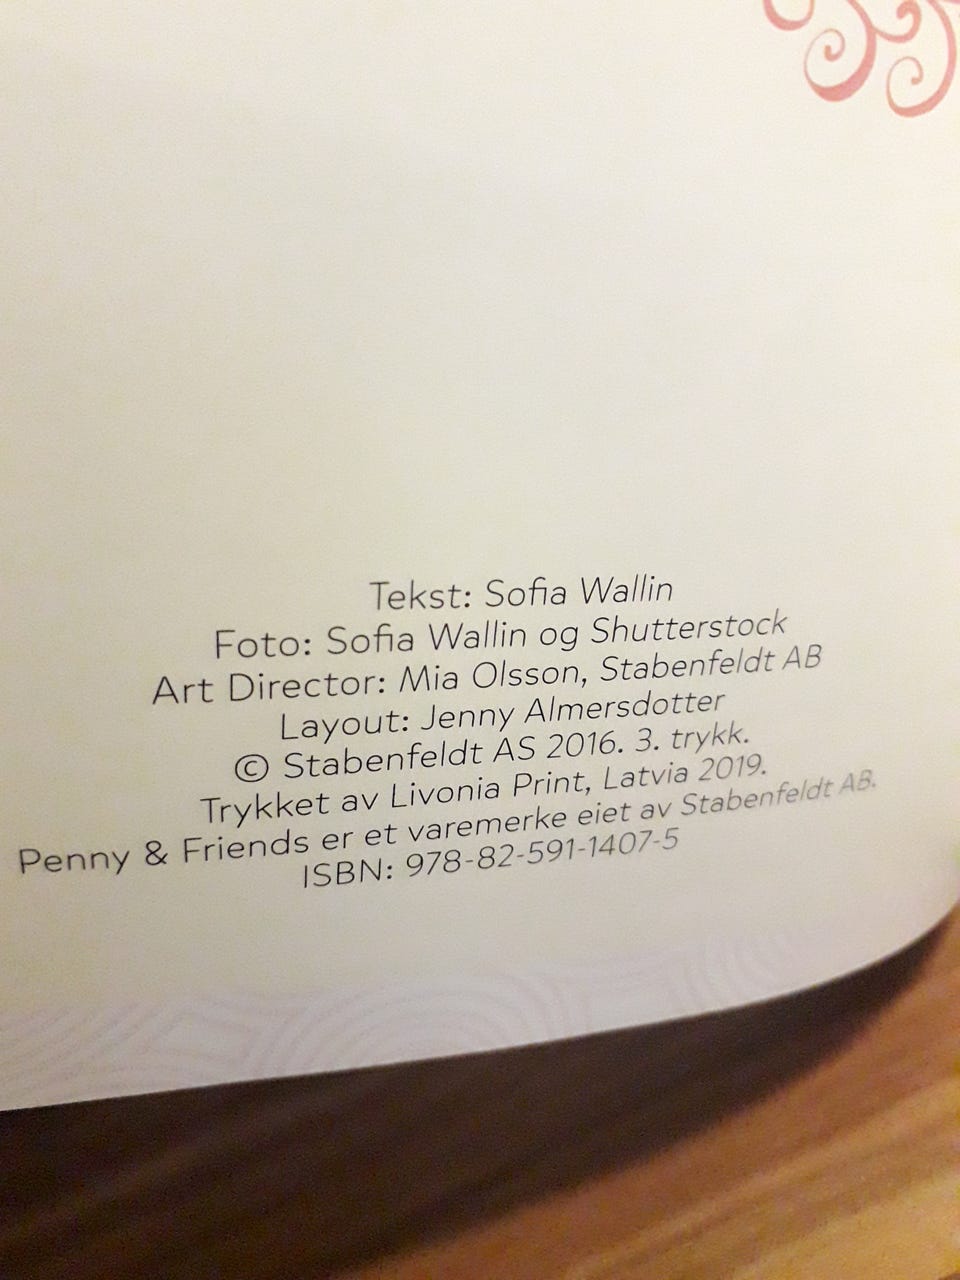 Tekst: Sofia Wallin
Foto: Sofia Wallin og Shutterstock
Art Director: Mia Olsson, Stabenfeldt AB
Layout: Jenny Almersdotter
© Stabenfeldt AS 2016. 3. trykk.
Trykket av Livonia Print, Latvia 2019.
Penny & Friends er et varemerke eiet av Stabenfeldt AB.
ISBN: 978-82-591-1407-5